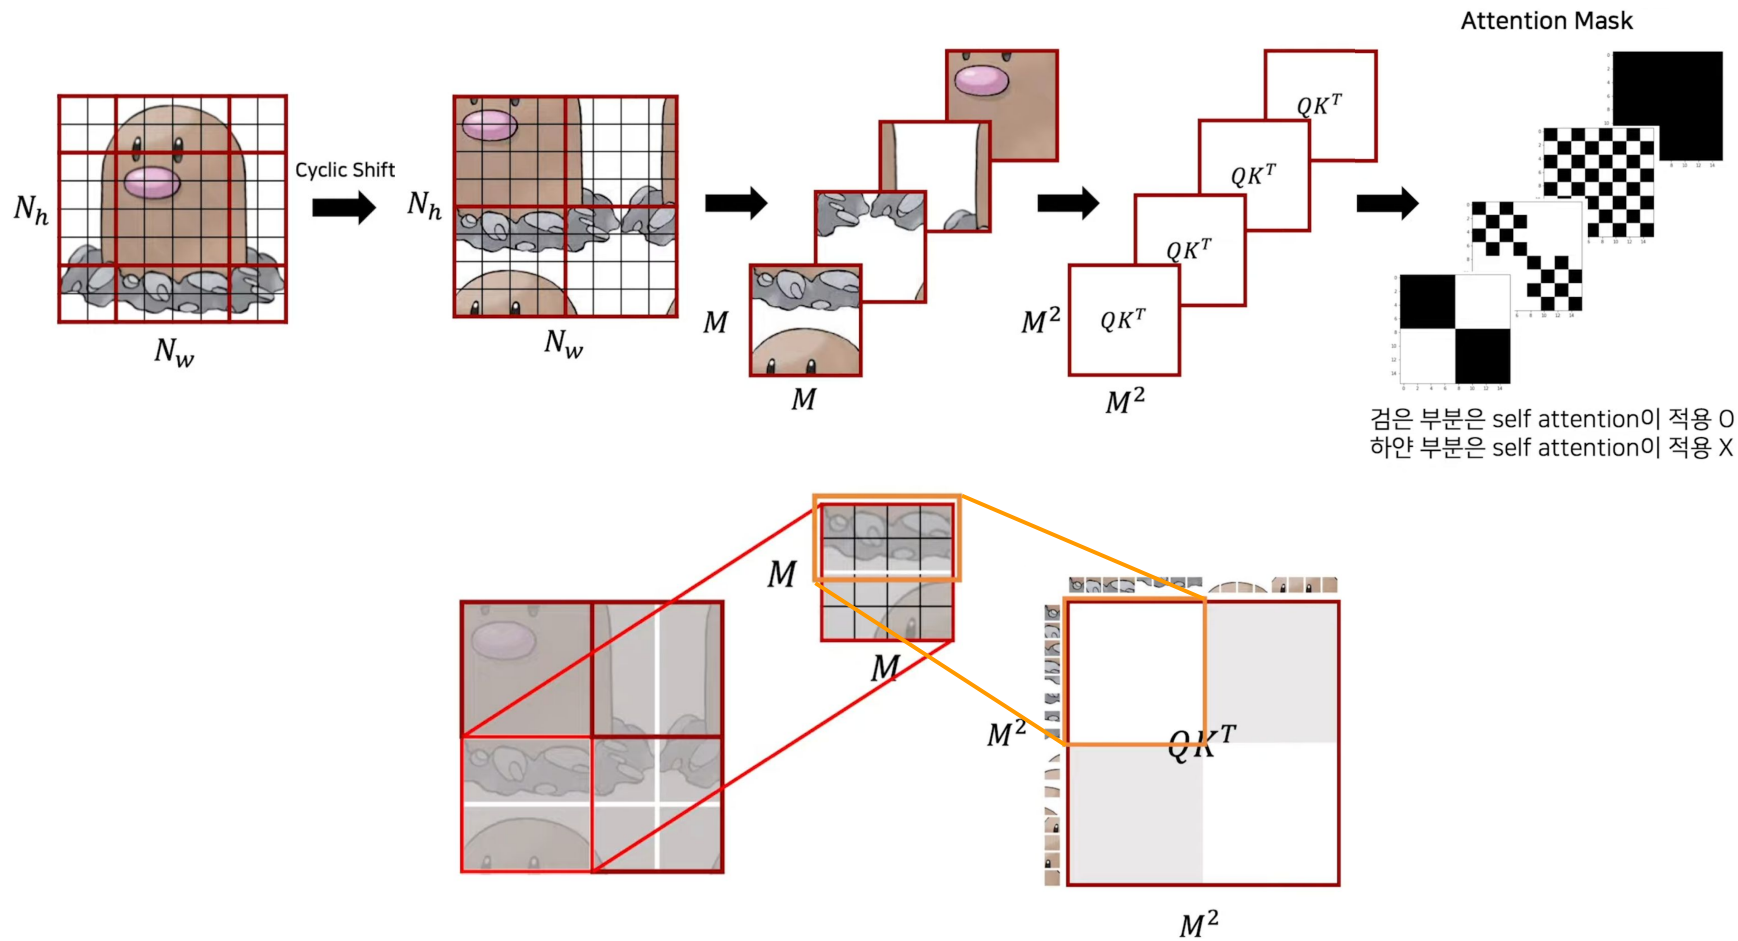 Attention Mask
Cyclic Shift
N_h
N_w
N_h
N_w
M
M
QK^T
QK^T
QK^T
QK^T
M^2
M^2
검은 부분은 self attention이 적용 O
하얀 부분은 self attention이 적용 X
M
M
M^2
QK^T
M^2